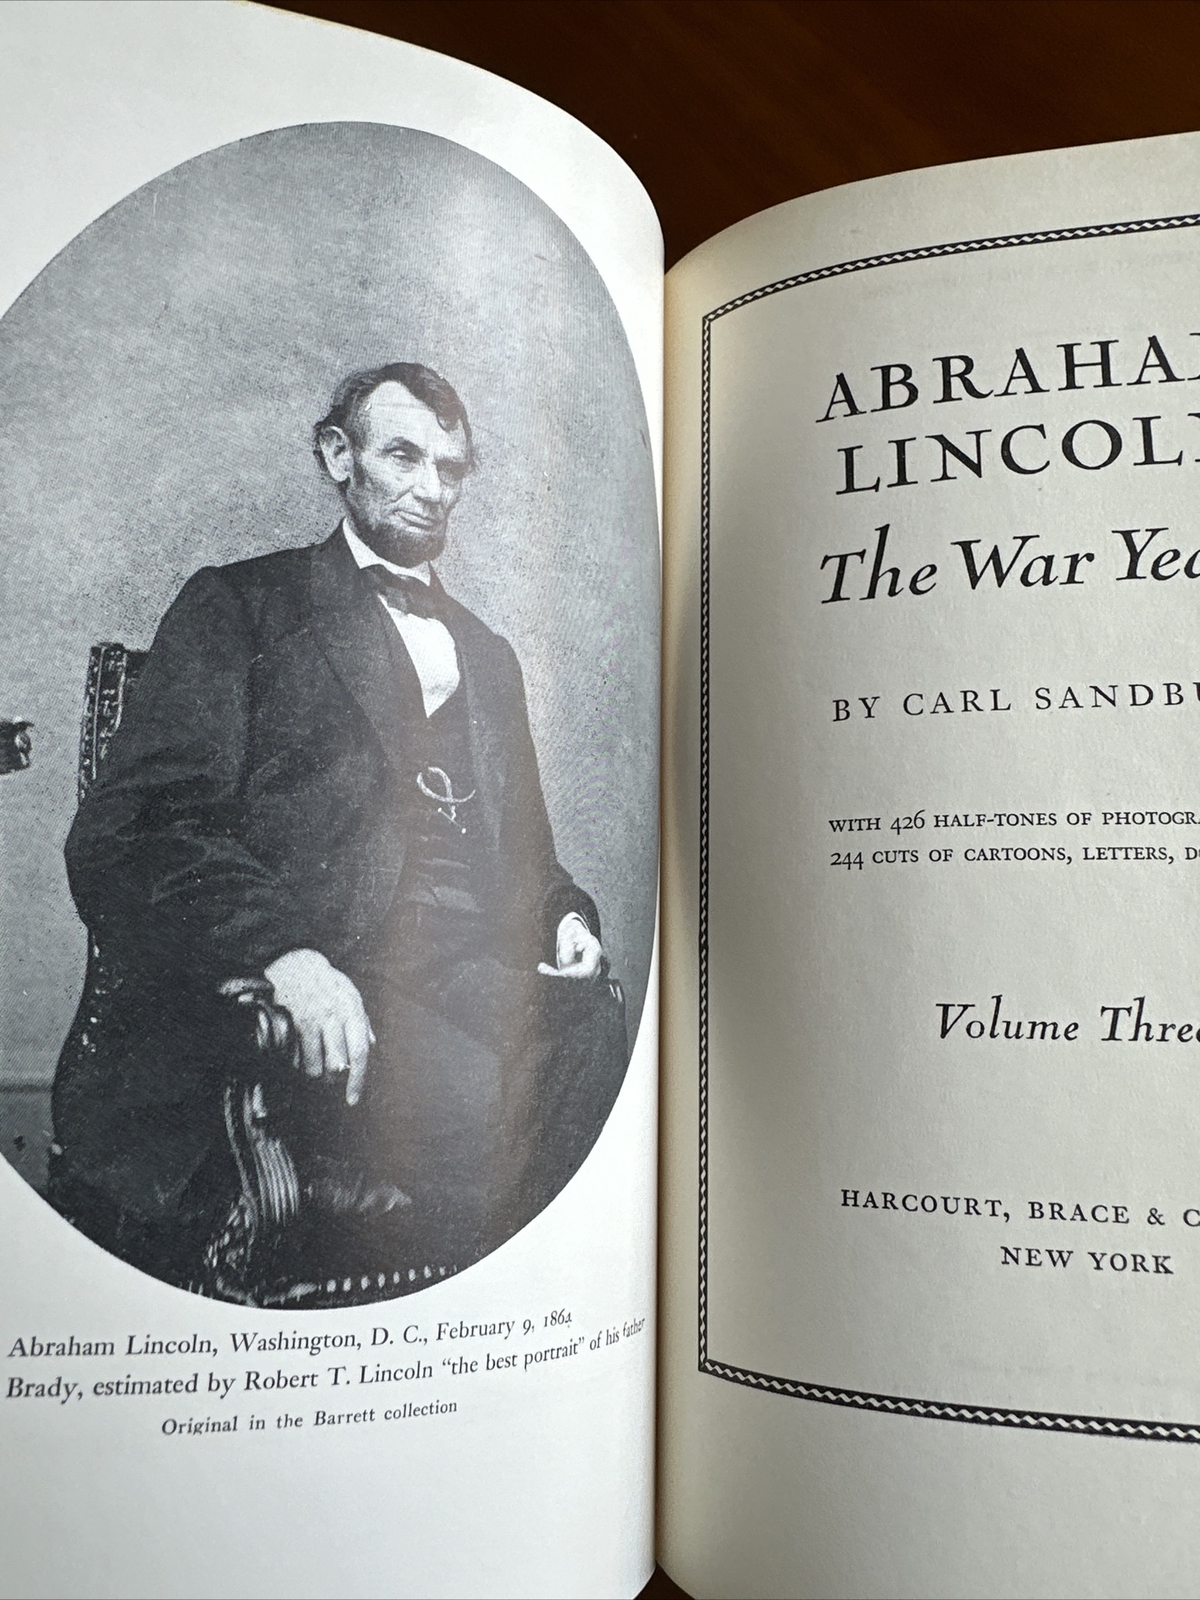 Abraham Lincoln, Washington, D. C., February 9, 1864
Brady, estimated by Robert T. Lincoln “the best portrait” of his father
Original in the Barrett collection
ABRAHA
LINCOL
The War Yea
BY CARL SANDBU
WITH 426 HALF-TONES OF PHOTOGRA
244 CUTS OF CARTOONS, LETTERS, D
Volume Three
HARCOURT, BRACE & C
NEW YORK